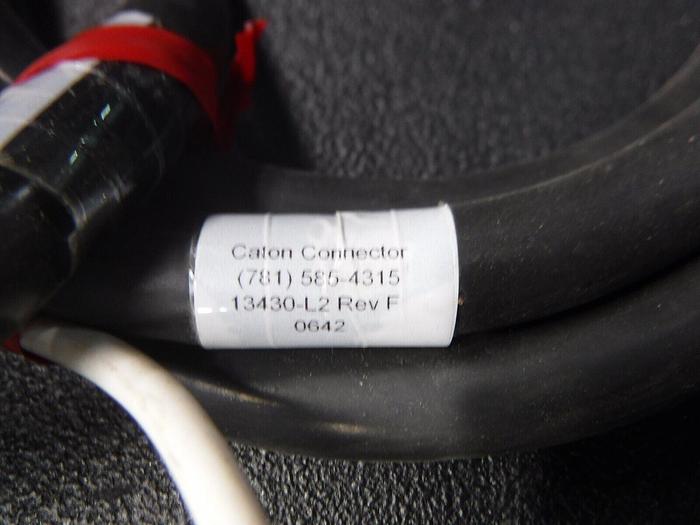 Caton Connector
(781) 585-4315
13430-L2 Rev F
0642